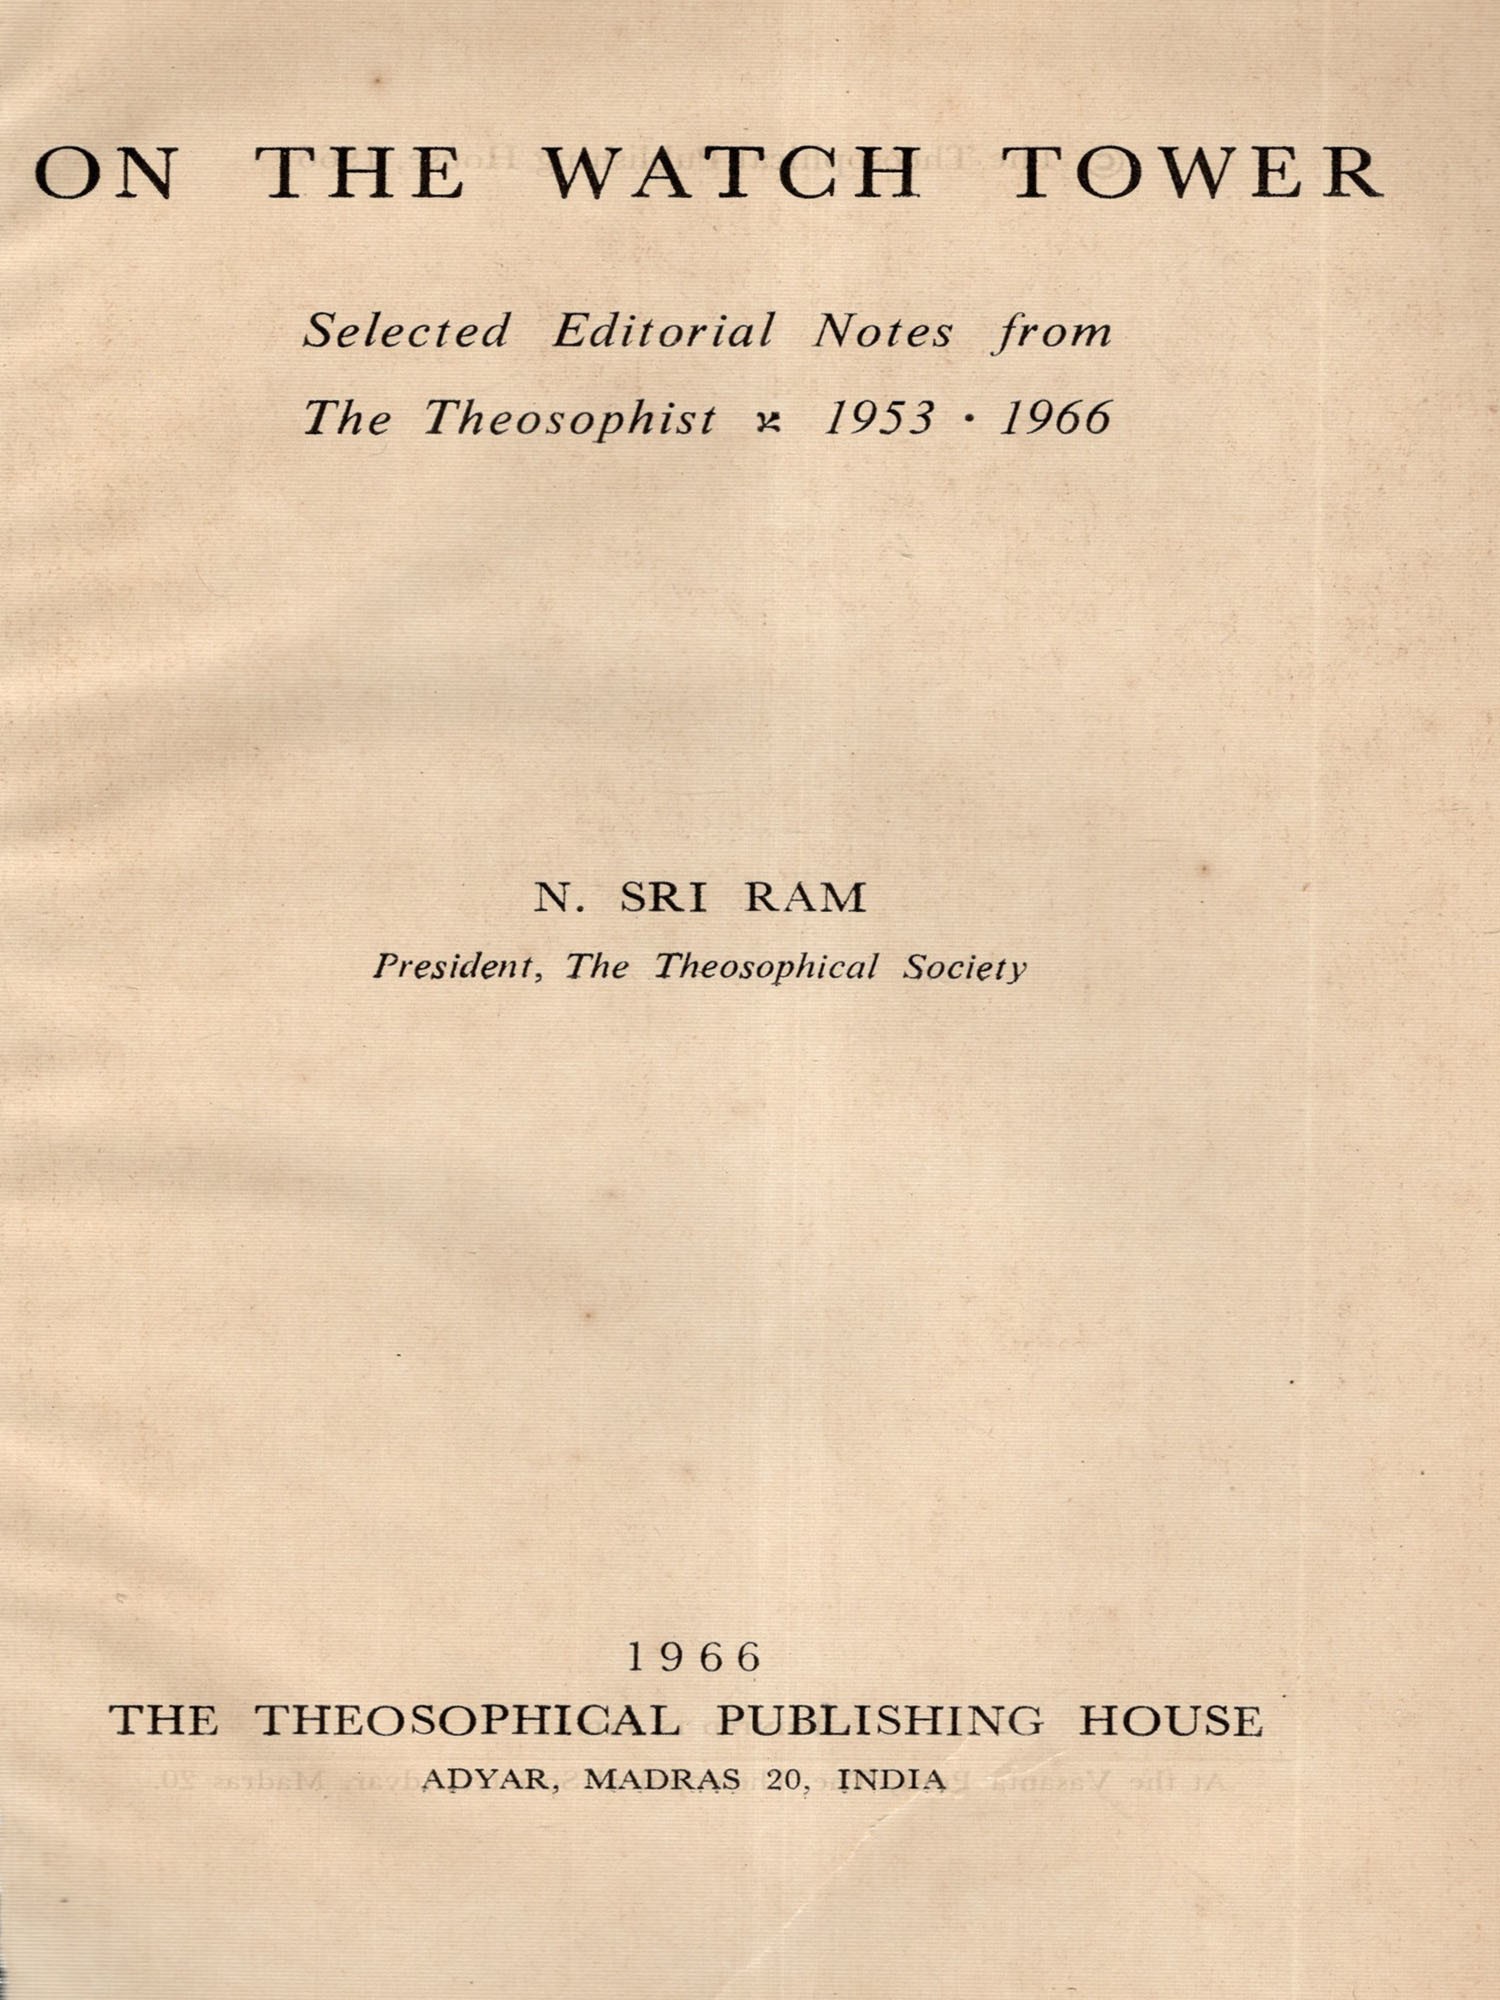 ON THE WATCH TOWER
Selected Editorial Notes from
The Theosophist 1953 · 1966
N. SRI RAM
President, The Theosophical Society
1966
THE THEOSOPHICAL PUBLISHING HOUSE
ADYAR, MADRAS 20, INDIA